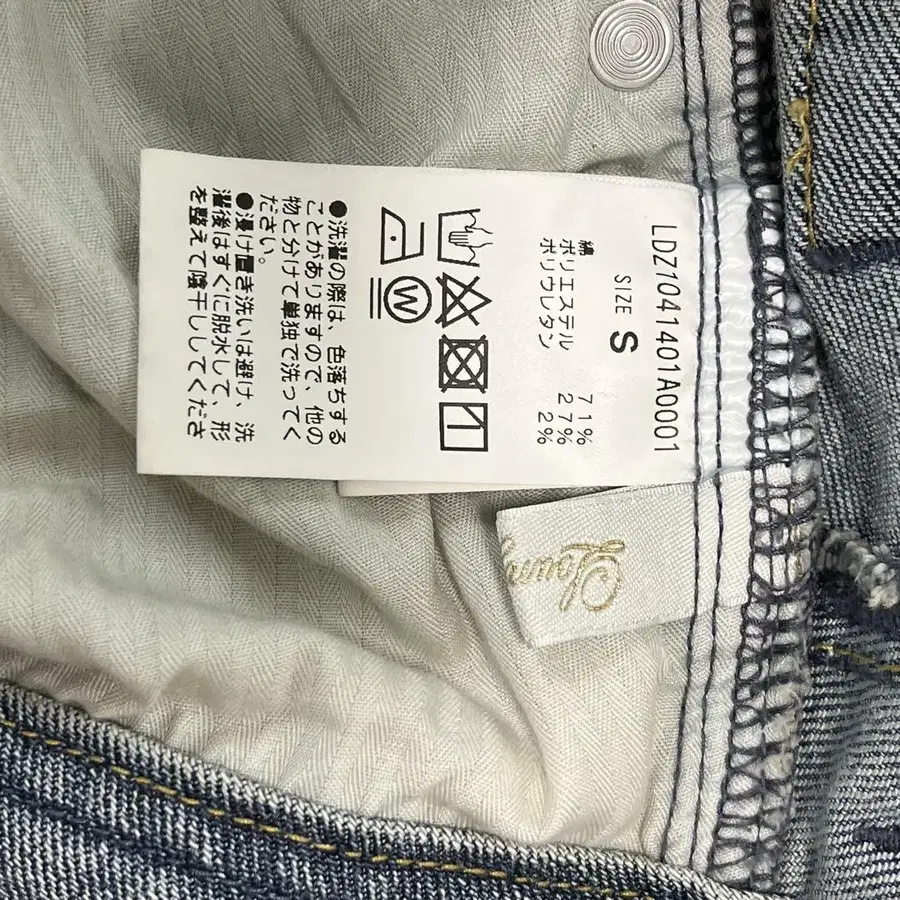 LDZ1041401A0001
SIZE S
綿 71%
ポリエステル 27%
ポリウレタン 2%
W
●洗濯の際は、色落ちする
ことがありますので、他の
物と分けて単独で洗ってく
ださい。
●浸け置き洗いは避け、洗
濯後はすぐに脱水して、形
を整えて陰干ししてくださ